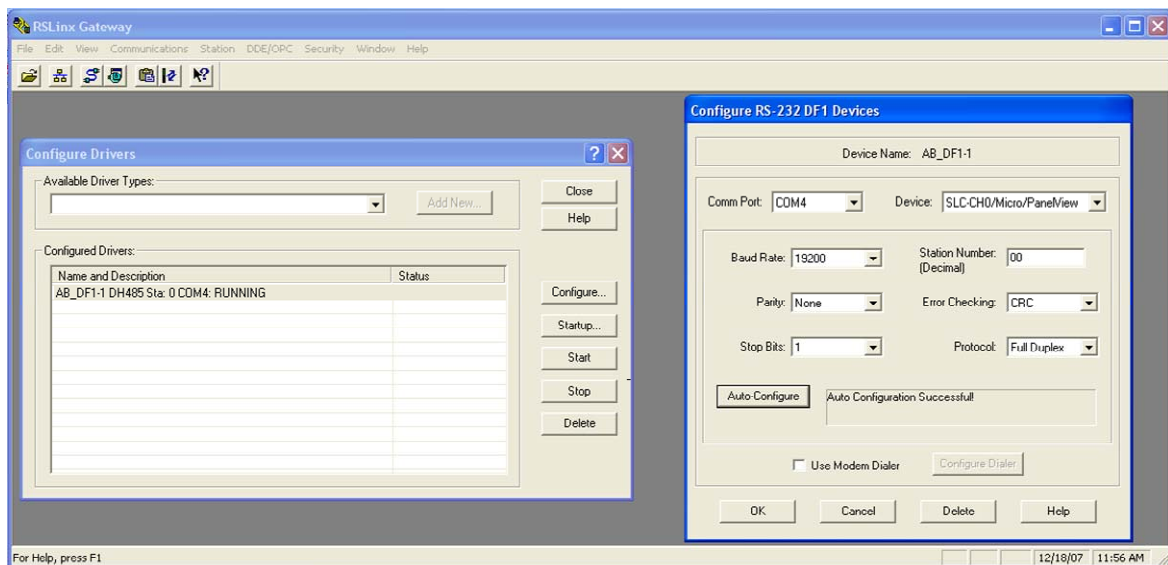 RSLinx Gateway
File Edit View Communications Station DDE/OPC Security Window Help
Configure Drivers
Available Driver Types:
Add New...
Close
Help
Configured Drivers:
Name and Description Status
AB_DF1-1 DH485 Sta: 0 COM4: RUNNING
Configure...
Startup...
Start
Stop
Delete
Configure RS-232 DF1 Devices
Device Name: AB_DF1-1
Comm Port: COM4 Device: SLC-CH0/Micro/PanelView
Baud Rate: 19200 Station Number: 00
(Decimal)
Parity: None Error Checking: CRC
Stop Bits: 1 Protocol: Full Duplex
Auto-Configure Auto Configuration Successful!
Use Modem Dialer Configure Dialer
OK Cancel Delete Help
For Help, press F1 12/18/07 11:56 AM